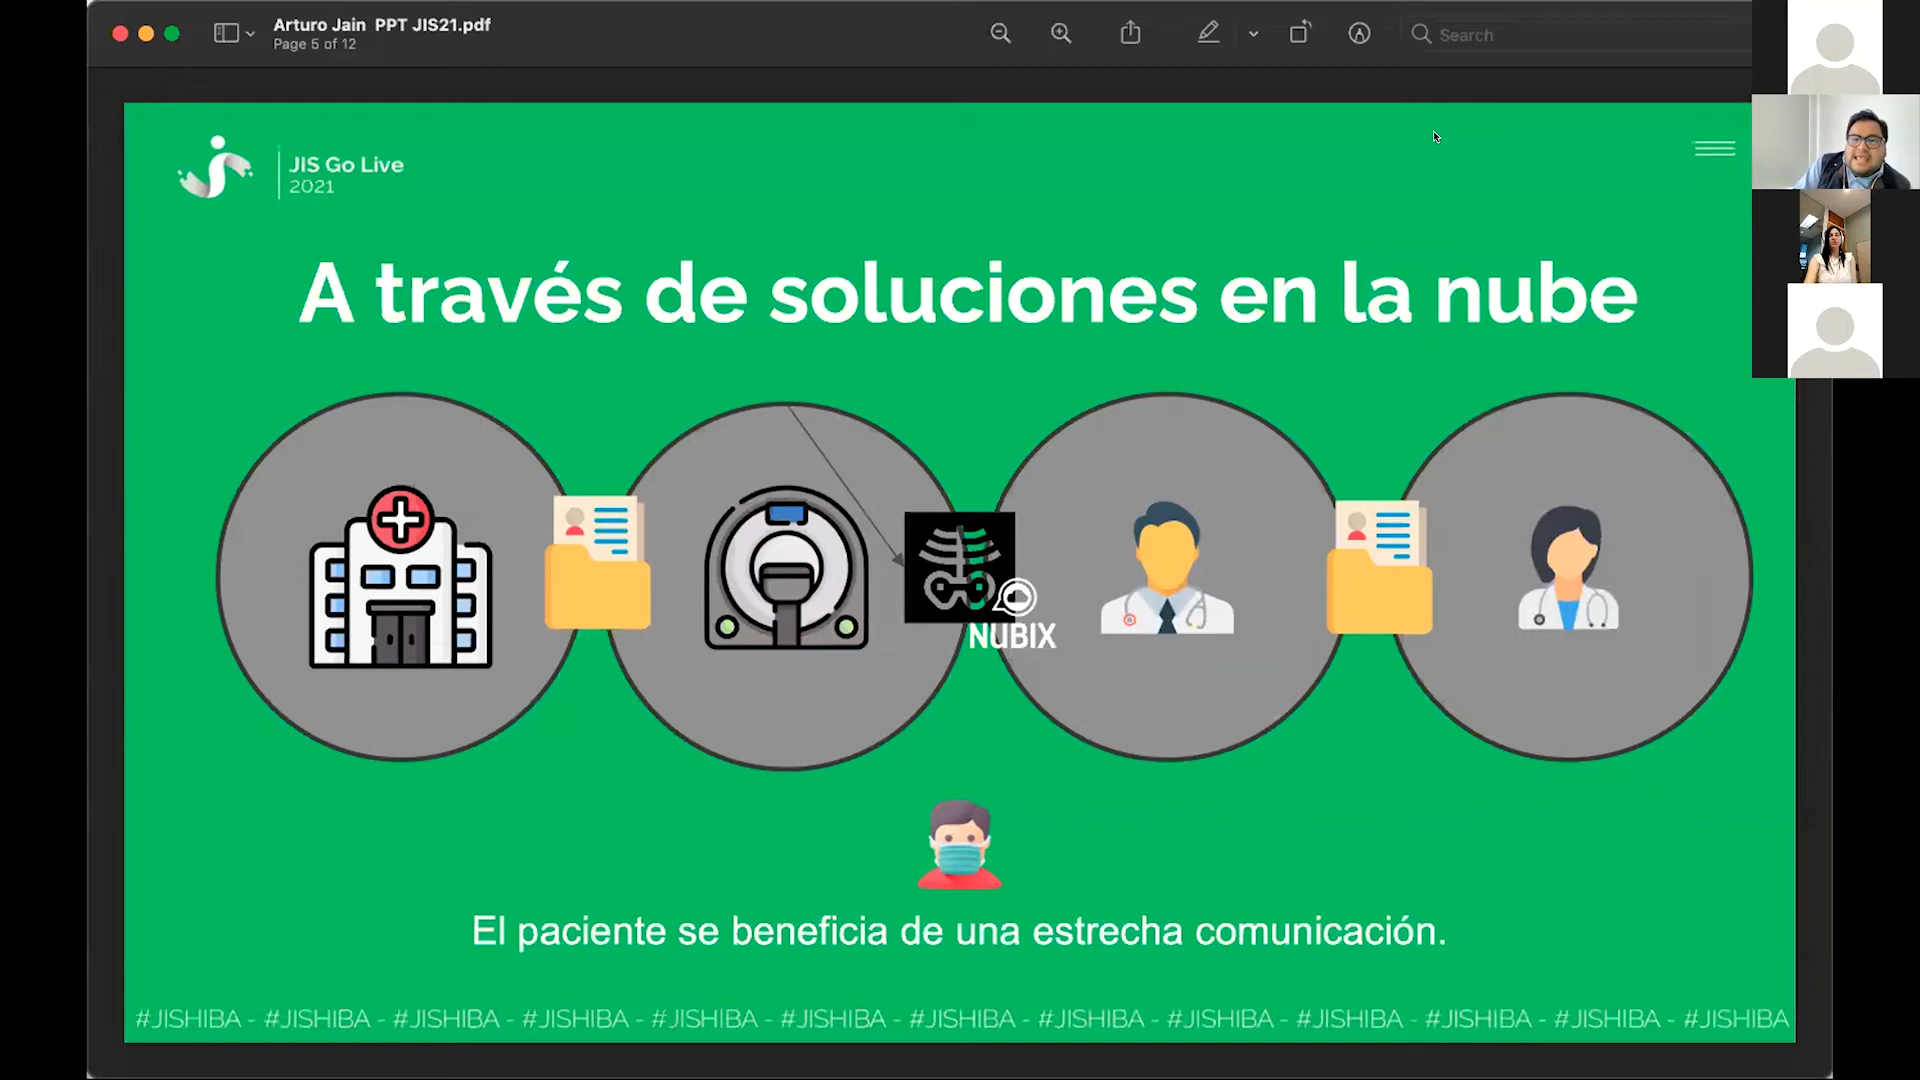 Arturo Jain  PPT JIS21.pdf
Page 5 of 12
Search
JIS Go Live
2021
A través de soluciones en la nube
NUBIX
El paciente se beneficia de una estrecha comunicación.
#JISHIBA - #JISHIBA - #JISHIBA - #JISHIBA - #JISHIBA - #JISHIBA - #JISHIBA - #JISHIBA - #JISHIBA - #JISHIBA - #JISHIBA - #JISHIBA - #JISHIBA